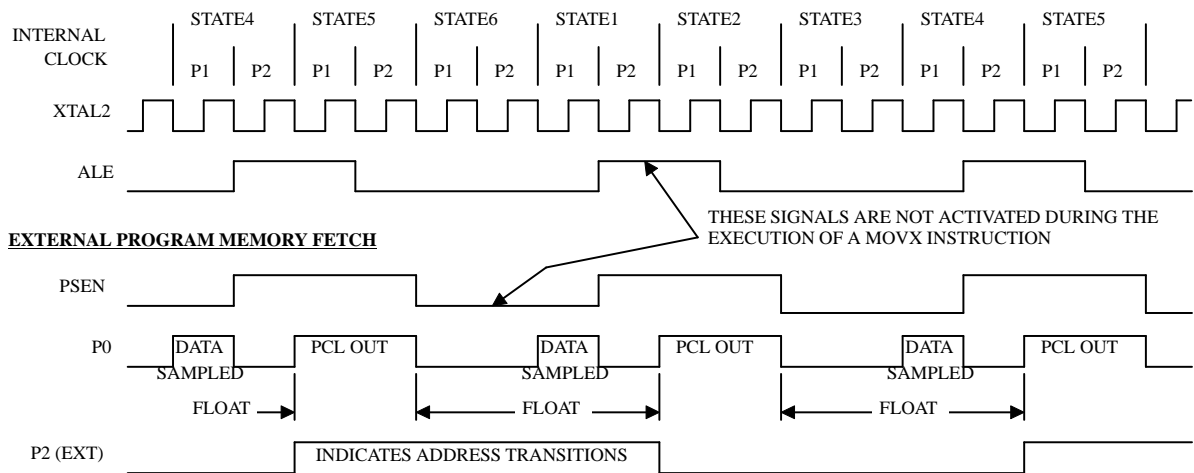 STATE4 STATE5 STATE6 STATE1 STATE2 STATE3 STATE4 STATE5
INTERNAL
CLOCK
P1 P2 P1 P2 P1 P2 P1 P2 P1 P2 P1 P2 P1 P2 P1 P2
XTAL2
ALE
THESE SIGNALS ARE NOT ACTIVATED DURING THE
EXECUTION OF A MOVX INSTRUCTION
EXTERNAL PROGRAM MEMORY FETCH
PSEN
P0 DATA PCL OUT DATA PCL OUT DATA PCL OUT
SAMPLED SAMPLED SAMPLED
FLOAT FLOAT FLOAT
P2 (EXT) INDICATES ADDRESS TRANSITIONS